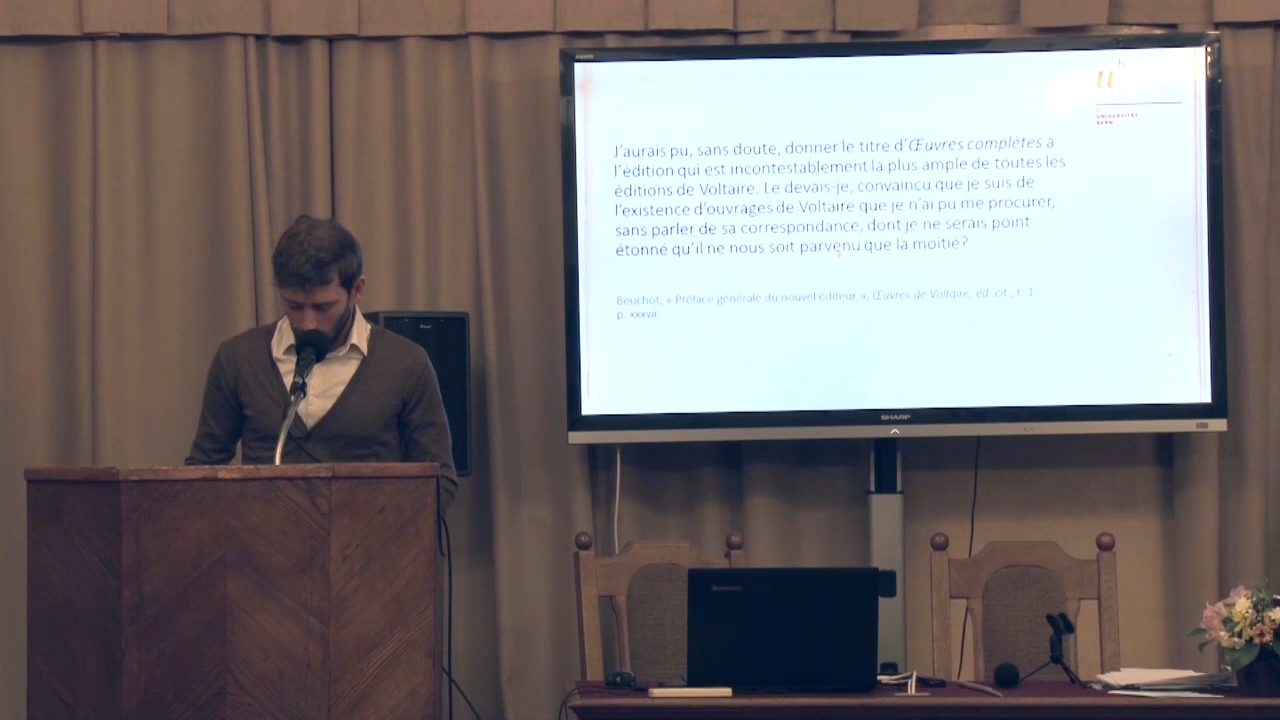 u
b
UNIVERSITÄT
BERN
J'aurais pu, sans doute, donner le titre d'Œuvres complètes à
l'édition qui est incontestablement la plus ample de toutes les
éditions de Voltaire. Le devais-je, convaincu que je suis de
l'existence d'ouvrages de Voltaire que je n'ai pu me procurer,
sans parler de sa correspondance, dont je ne serais point
étonné qu'il ne nous soit parvenu que la moitié ?
Beuchot, « Préface générale du nouvel éditeur », Œuvres de Voltaire, ed. cit., t. 1,
p. xxxvii.
SHARP
Lenovo